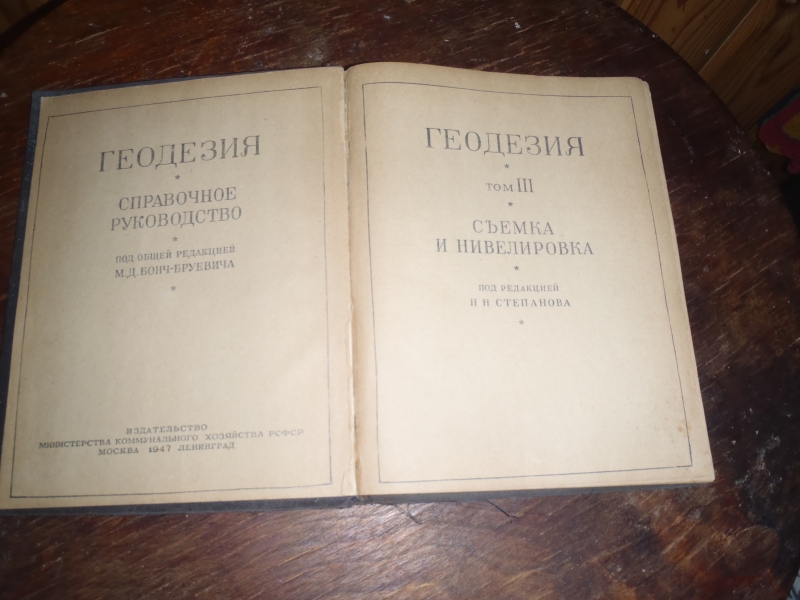 ГЕОДЕЗИЯ
СПРАВОЧНОЕ
РУКОВОДСТВО
ПОД ОБЩЕЙ РЕДАКЦИЕЙ
М.Д.БОНЧ-БРУЕВИЧА
ИЗДАТЕЛЬСТВО
МИНИСТЕРСТВА КОММУНАЛЬНОГО ХОЗЯЙСТВА РСФСР
МОСКВА 1947 ЛЕНИНГРАД
ГЕОДЕЗИЯ
ТОМ III
СЪЕМКА
И НИВЕЛИРОВКА
ПОД РЕДАКЦИЕЙ
Н Н СТЕПАНОВА